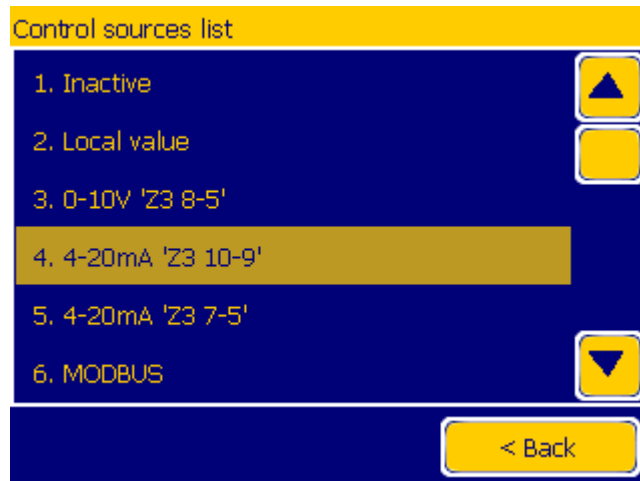 Control sources list
1. Inactive
2. Local value
3. 0-10V 'Z3 8-5'
4. 4-20mA 'Z3 10-9'
5. 4-20mA 'Z3 7-5'
6. MODBUS
< Back